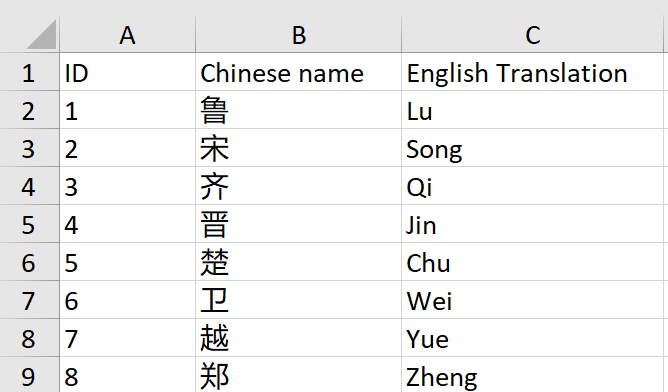 A B C
1 ID Chinese name English Translation
2 1 鲁 Lu
3 2 宋 Song
4 3 齐 Qi
5 4 晋 Jin
6 5 楚 Chu
7 6 卫 Wei
8 7 越 Yue
9 8 郑 Zheng